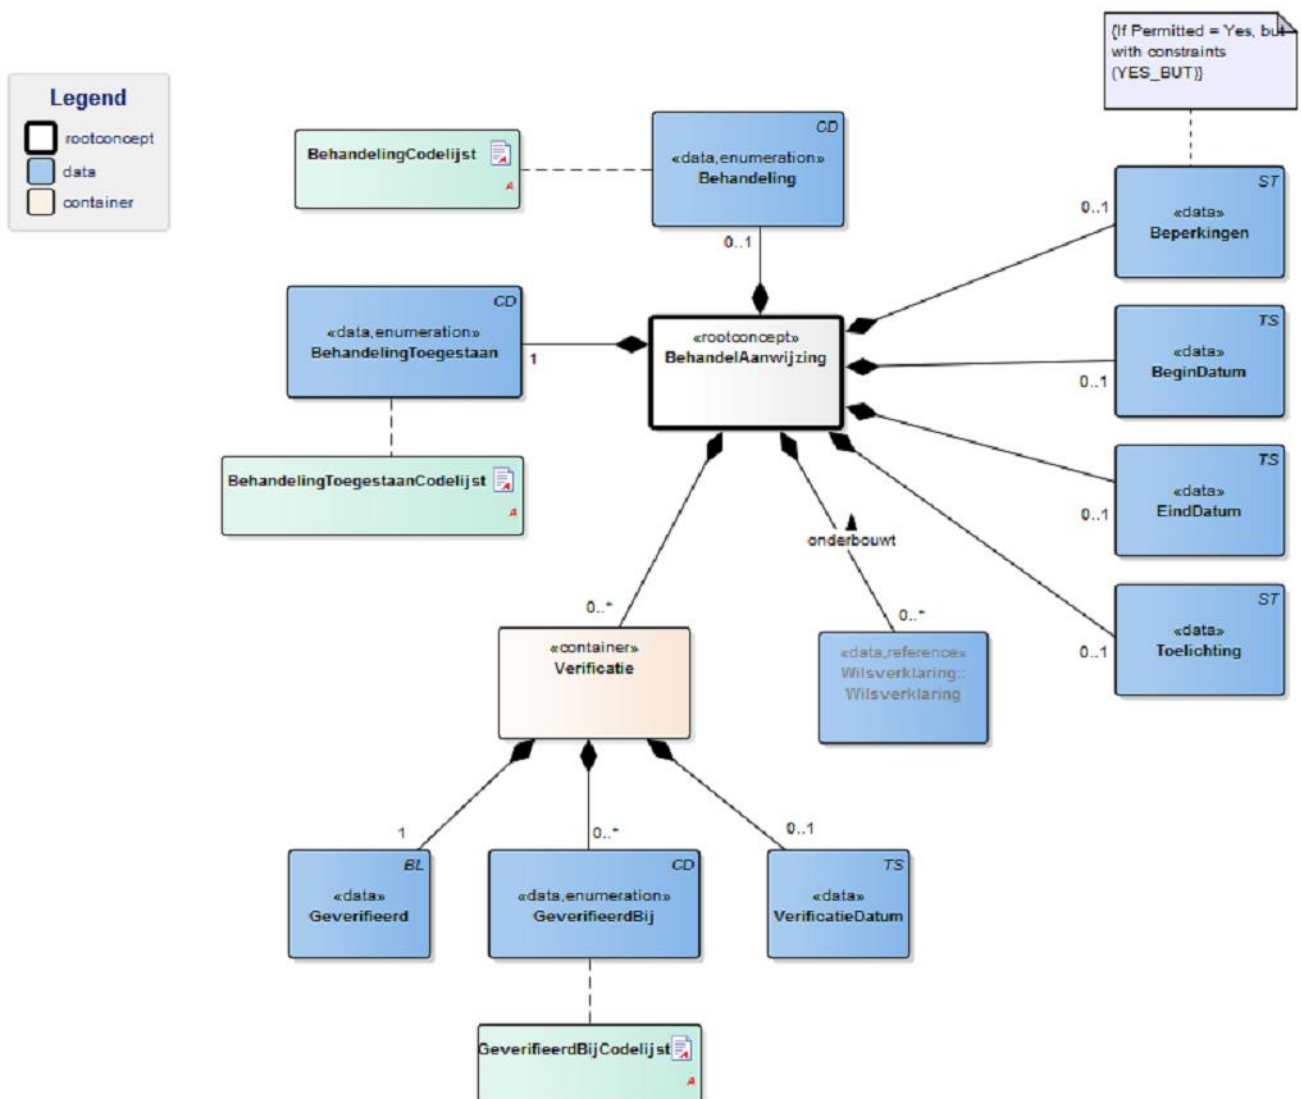 {If Permitted = Yes, but
with constraints
(YES_BUT)}
Legend
rootconcept
data
container
BehandelingCodelijst
A
CD
«data,enumeration»
Behandeling
0..1
ST
«data»
Beperkingen
0..1
CD
«data,enumeration»
BehandelingToegestaan
1
«rootconcept»
BehandelAanwijzing
TS
«data»
BeginDatum
0..1
BehandelingToegestaanCodelijst
A
TS
«data»
EindDatum
0..1
onderbouwt
ST
«data»
Toelichting
0..1
0..*
«container»
Verificatie
0..*
«data,reference»
Wilsverklaring::
Wilsverklaring
1
0..*
0..1
BL
«data»
Geverifieerd
CD
«data,enumeration»
GeverifieerdBij
TS
«data»
VerificatieDatum
GeverifieerdBijCodelijst
A